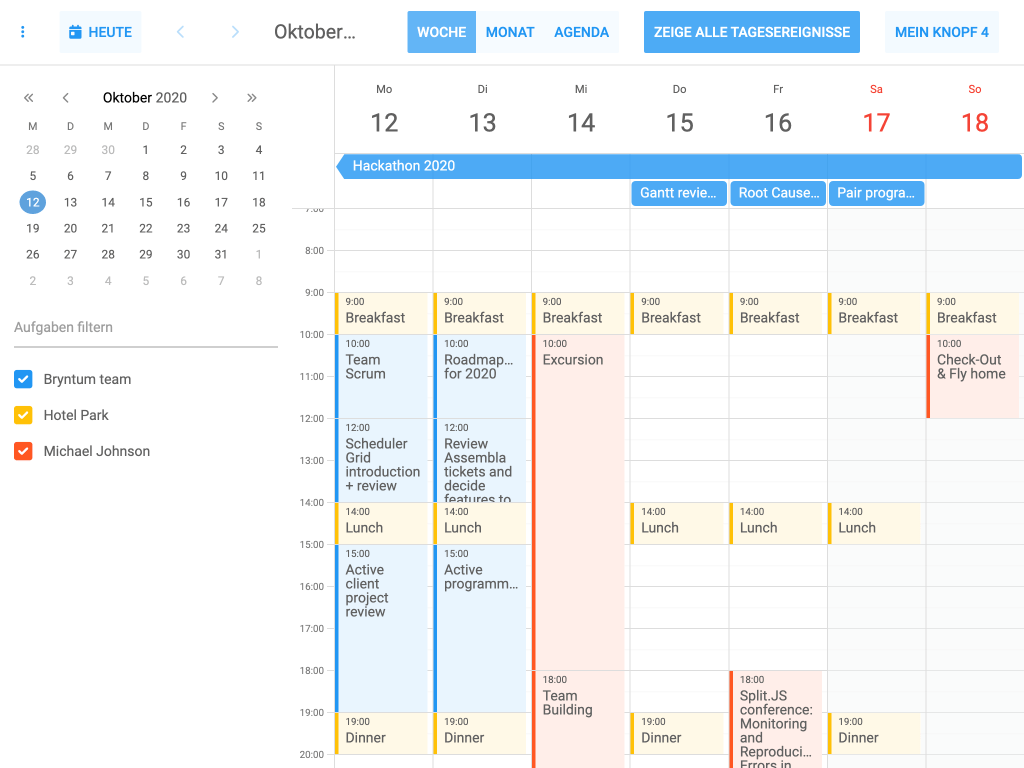 HEUTE
Oktober...
WOCHE MONAT AGENDA
ZEIGE ALLE TAGESEREIGNISSE
MEIN KNOPF 4
Oktober 2020
M D M D F S S
28 29 30 1 2 3 4
5 6 7 8 9 10 11
12 13 14 15 16 17 18
19 20 21 22 23 24 25
26 27 28 29 30 31 1
2 3 4 5 6 7 8
Aufgaben filtern
Bryntum team
Hotel Park
Michael Johnson
Mo Di Mi Do Fr Sa So
12 13 14 15 16 17 18
Hackathon 2020
Gantt revie...
Root Cause...
Pair progra...
7:00
8:00
9:00
10:00
11:00
12:00
13:00
14:00
15:00
16:00
17:00
18:00
19:00
20:00
9:00
Breakfast
10:00
Team
Scrum
12:00
Scheduler
Grid
introduction
+ review
14:00
Lunch
15:00
Active
client
project
review
19:00
Dinner
9:00
Breakfast
10:00
Roadmap...
for 2020
12:00
Review
Assembla
tickets and
decide
features to
14:00
Lunch
15:00
Active
programm...
19:00
Dinner
9:00
Breakfast
10:00
Excursion
18:00
Team
Building
9:00
Breakfast
14:00
Lunch
19:00
Dinner
9:00
Breakfast
14:00
Lunch
18:00
Split.JS
conference:
Monitoring
and
Reproduci...
Errors in
9:00
Breakfast
14:00
Lunch
19:00
Dinner
9:00
Breakfast
10:00
Check-Out
& Fly home